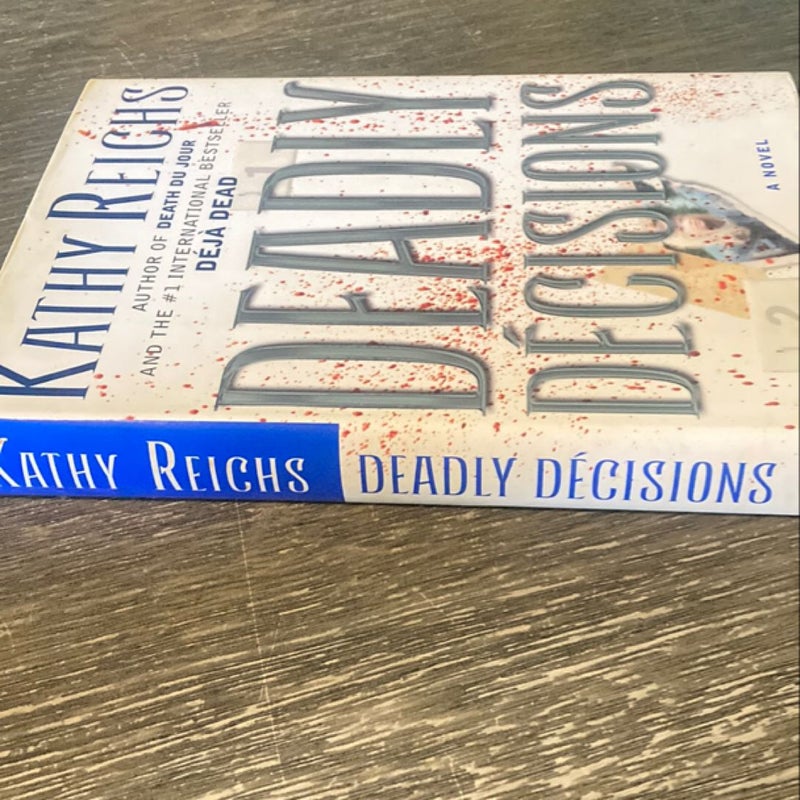 KATHY REICHS
AUTHOR OF DEATH DU JOUR
AND THE #1 INTERNATIONAL BESTSELLER
DÉJÀ DEAD
DEADLY
DÉCISIONS
A NOVEL
KATHY REICHS DEADLY DÉCISIONS